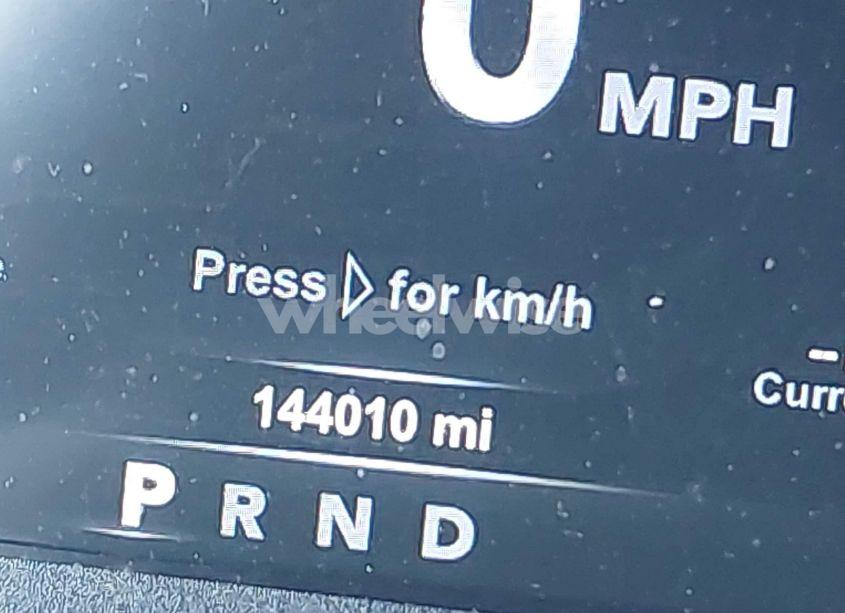 0 MPH
Press ▷ for km/h
wheelwise
Curr
144010 mi
P R N D